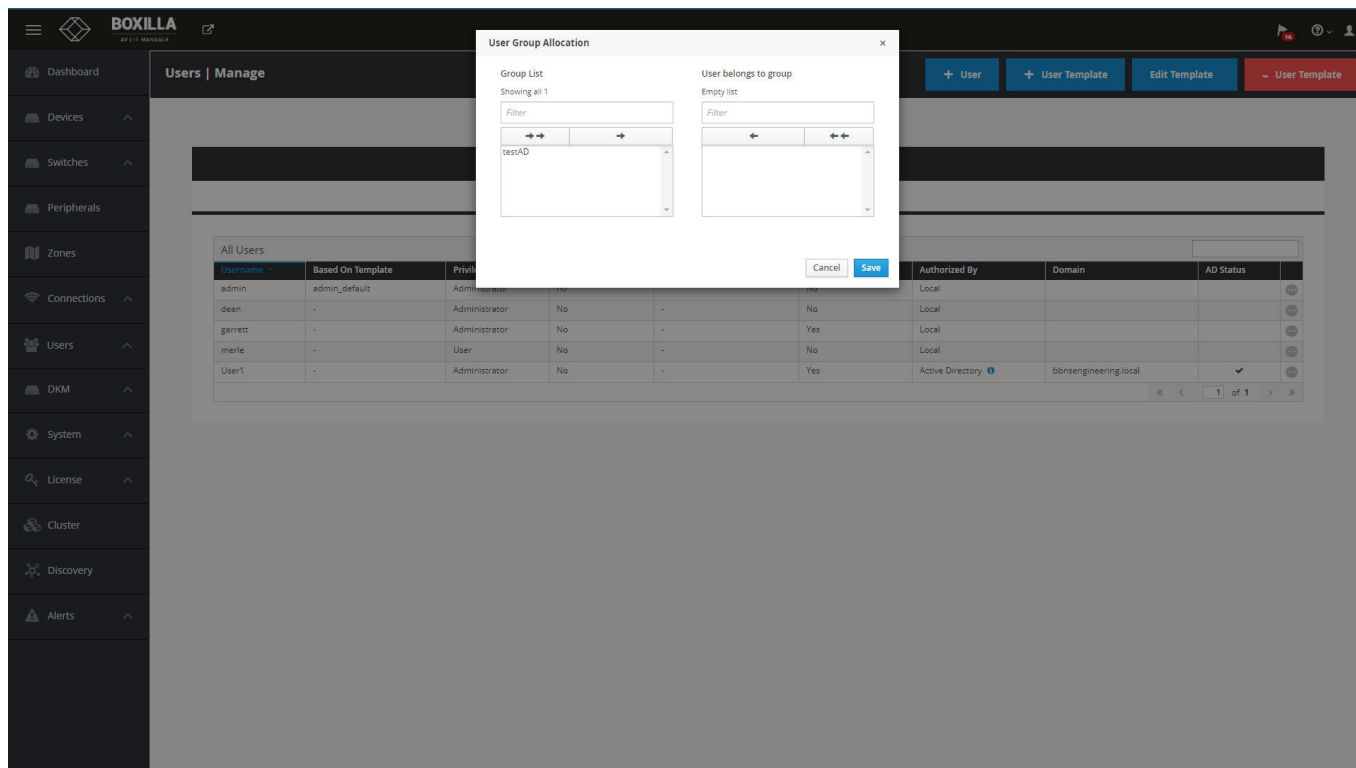 BOXILLA
AV/IT MANAGER
16
Dashboard
Devices
Switches
Peripherals
Zones
Connections
Users
DKM
System
License
Cluster
Discovery
Alerts
Users | Manage
+ User
+ User Template
Edit Template
- User Template
User Group Allocation
×
Group List
Showing all 1
Filter
testAD
User belongs to group
Empty list
Filter
Cancel
Save
All Users
Username Based On Template Authorized By Domain AD Status
admin admin_default Administrator no No Local
dean - Administrator No - No Local
garrett - Administrator No - Yes Local
merle - User No - No Local
User1 - Administrator No - Yes Active Directory bbnsengineering.local
1 of 1